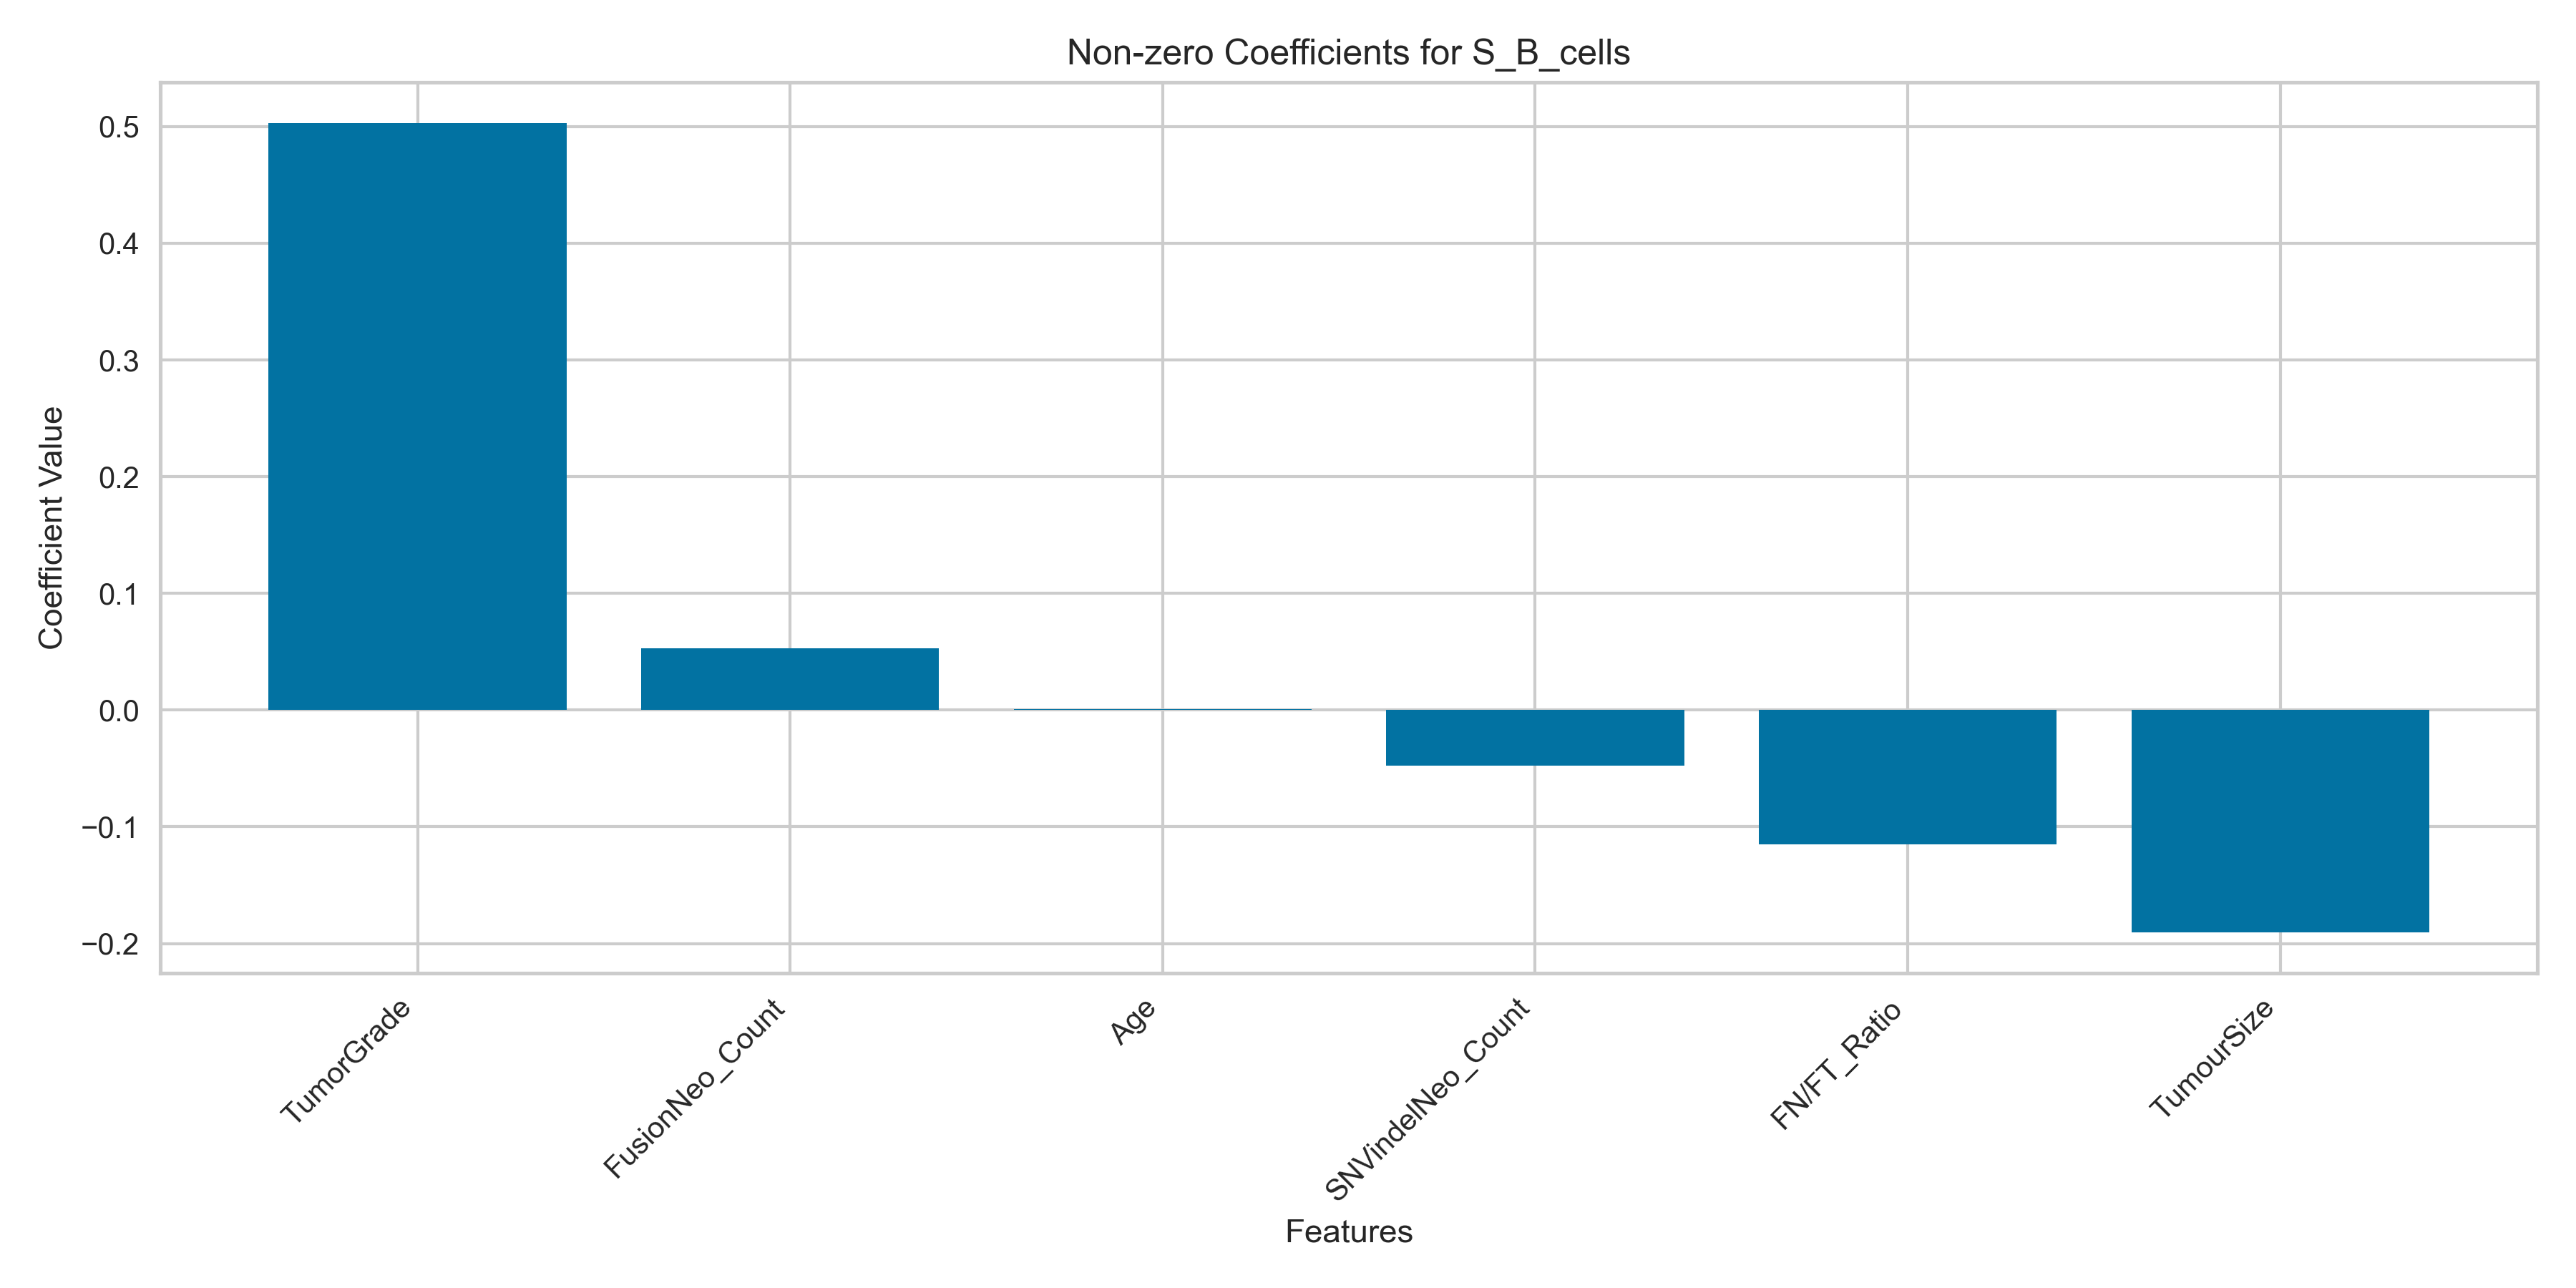 Non-zero Coefficients for S_B_cells
Coefficient Value
0.5
0.4
0.3
0.2
0.1
0.0
−0.1
−0.2
TumorGrade
FusionNeo_Count
Age
SNVindelNeo_Count
FN/FT_Ratio
TumourSize
Features